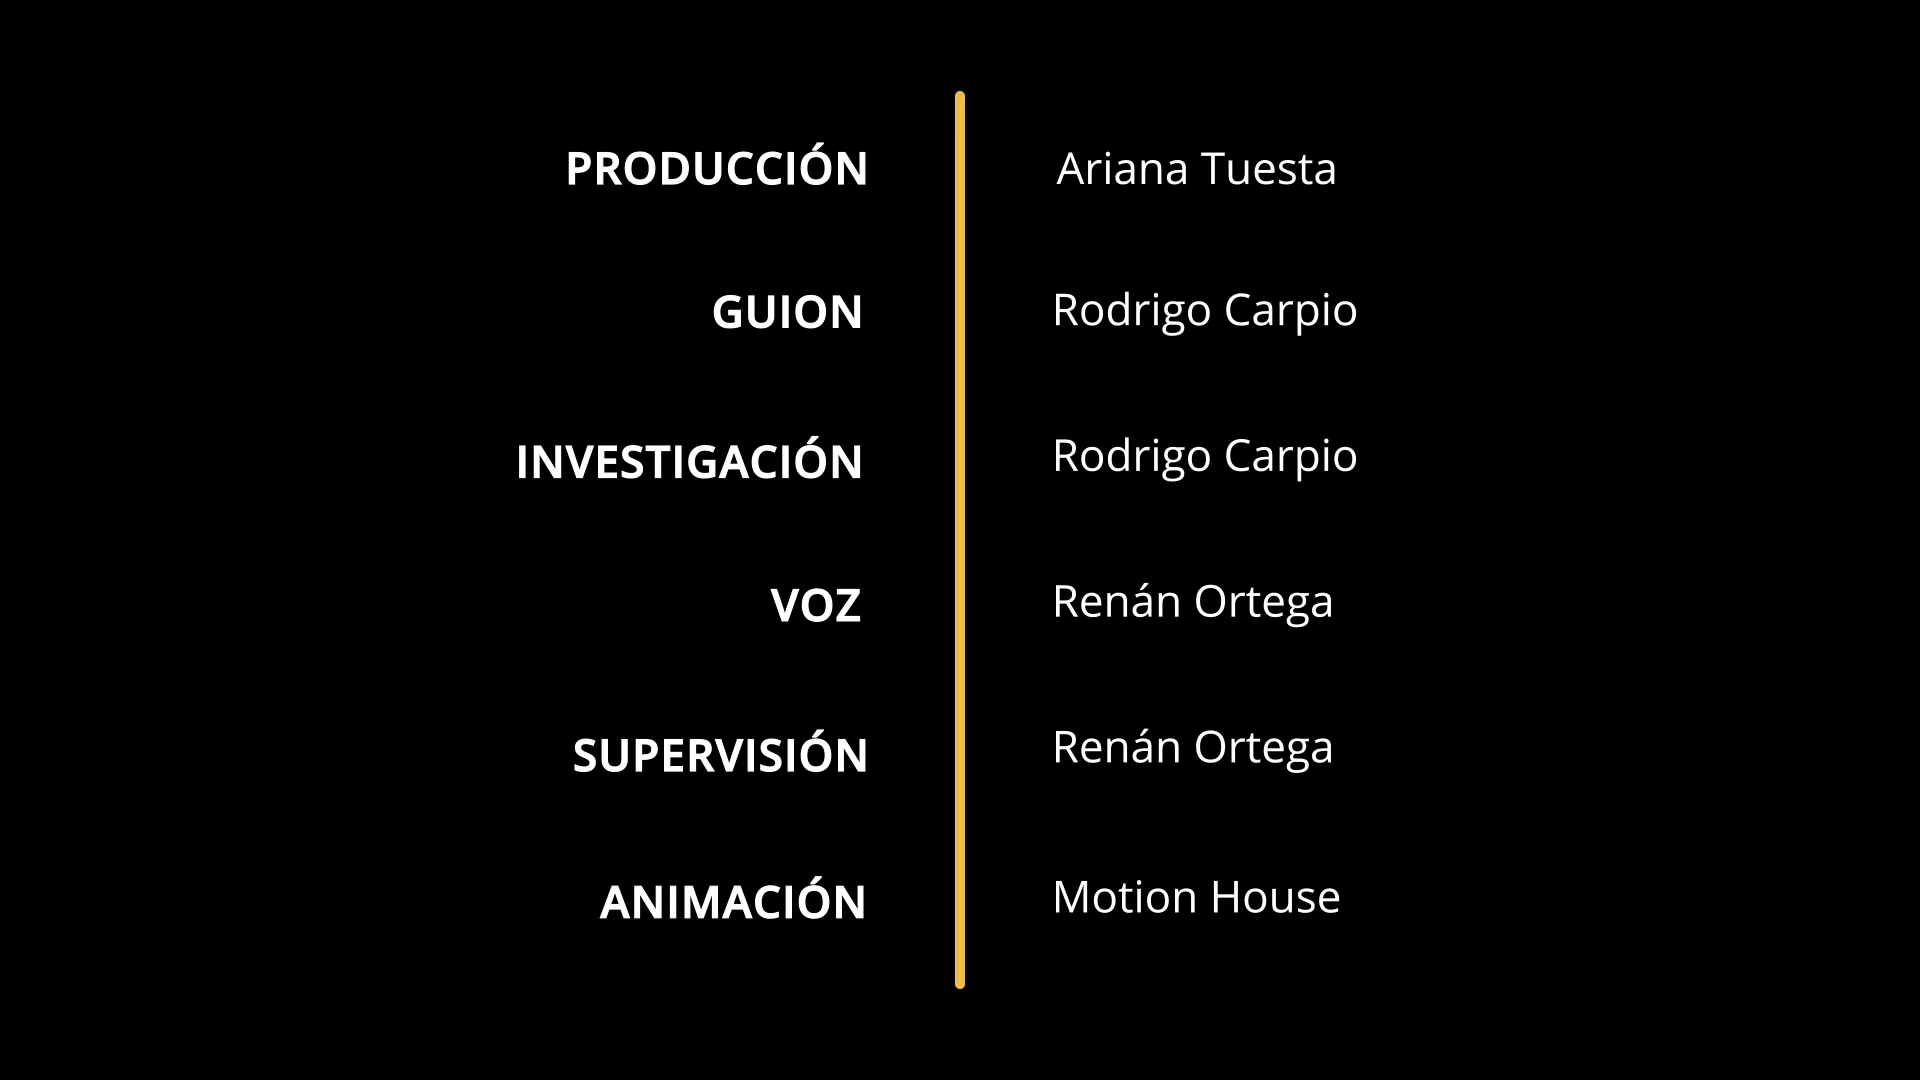 PRODUCCIÓN Ariana Tuesta
GUION Rodrigo Carpio
INVESTIGACIÓN Rodrigo Carpio
VOZ Renán Ortega
SUPERVISIÓN Renán Ortega
ANIMACIÓN Motion House